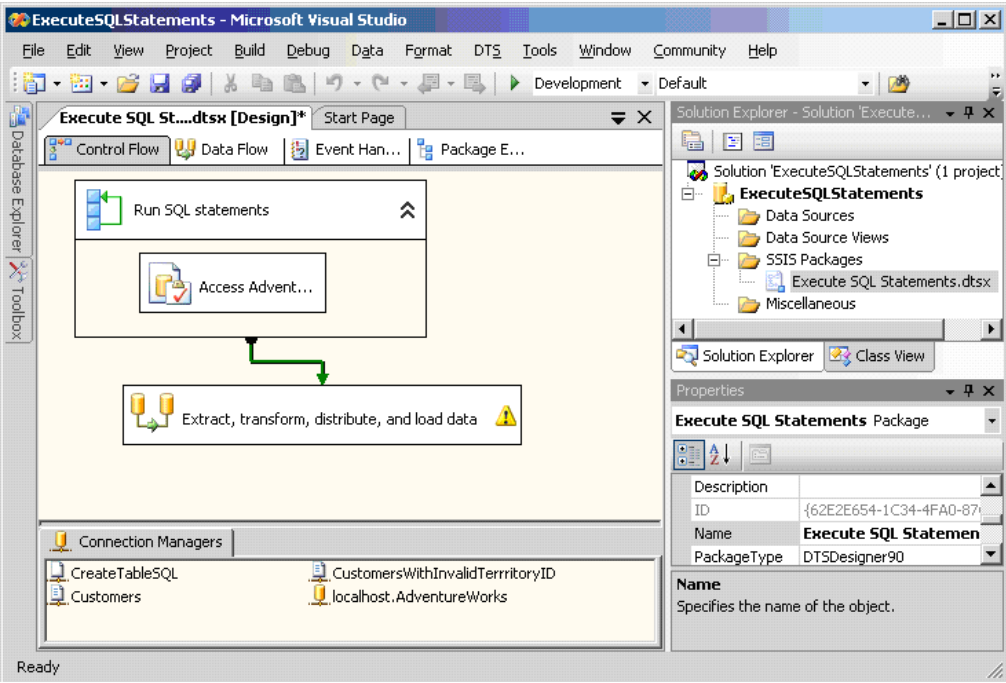 ExecuteSQLStatements - Microsoft Visual Studio
File Edit View Project Build Debug Data Format DTS Tools Window Community Help
Development Default
Database Explorer
Toolbox
Execute SQL St....dtsx [Design]* Start Page
Control Flow Data Flow Event Han... Package E...
Run SQL statements
Access Advent...
Extract, transform, distribute, and load data
Connection Managers
CreateTableSQL CustomersWithInvalidTerrritoryID
Customers localhost.AdventureWorks
Solution Explorer - Solution 'Execute...
Solution 'ExecuteSQLStatements' (1 project)
ExecuteSQLStatements
Data Sources
Data Source Views
SSIS Packages
Execute SQL Statements.dtsx
Miscellaneous
Solution Explorer Class View
Properties
Execute SQL Statements Package
Description
ID {62E2E654-1C34-4FA0-87
Name Execute SQL Statemen
PackageType DTSDesigner90
Name
Specifies the name of the object.
Ready